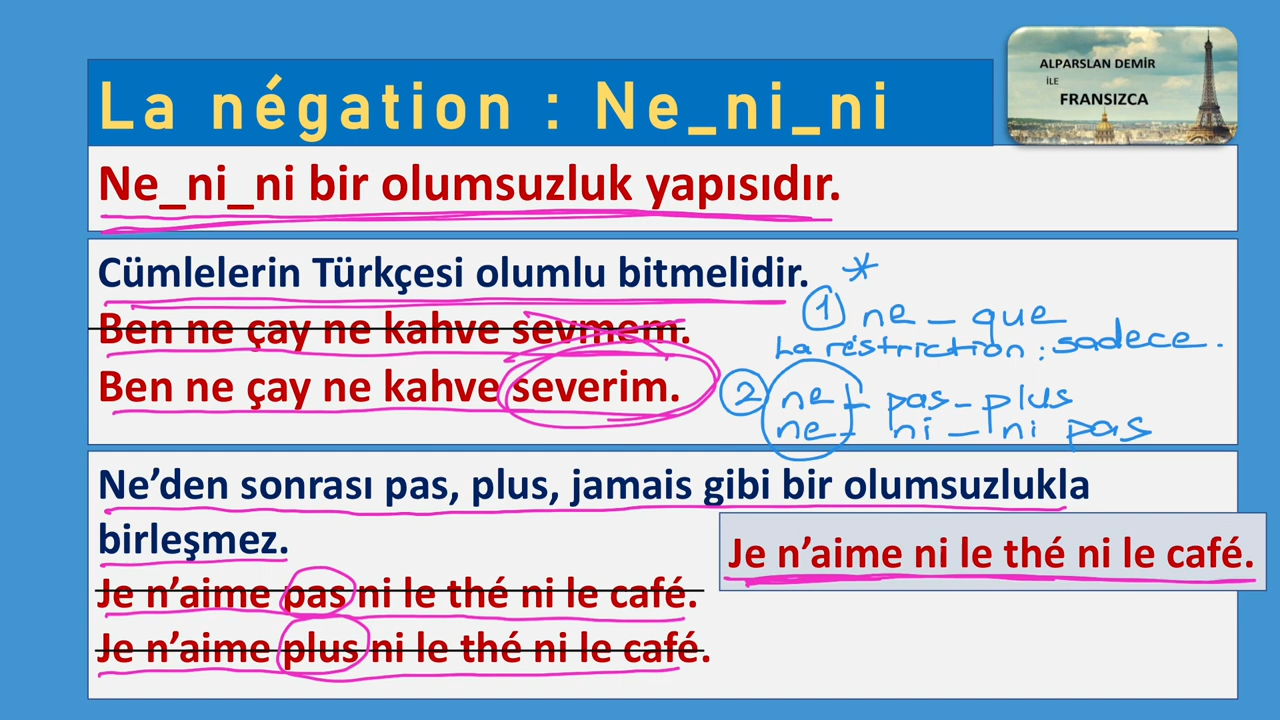 ALPARSLAN DEMİR
İLE
FRANSIZCA
La négation : Ne_ni_ni
Ne_ni_ni bir olumsuzluk yapısıdır.
Cümlelerin Türkçesi olumlu bitmelidir.
Ben ne çay ne kahve sevmem.
Ben ne çay ne kahve severim.
* 1 ne - que
La restriction : sadece.
2 ne - pas - plus
ne - ni - ni pas
Ne’den sonrası pas, plus, jamais gibi bir olumsuzlukla
birleşmez.
Je n’aime pas ni le thé ni le café.
Je n’aime plus ni le thé ni le café.
Je n’aime ni le thé ni le café.